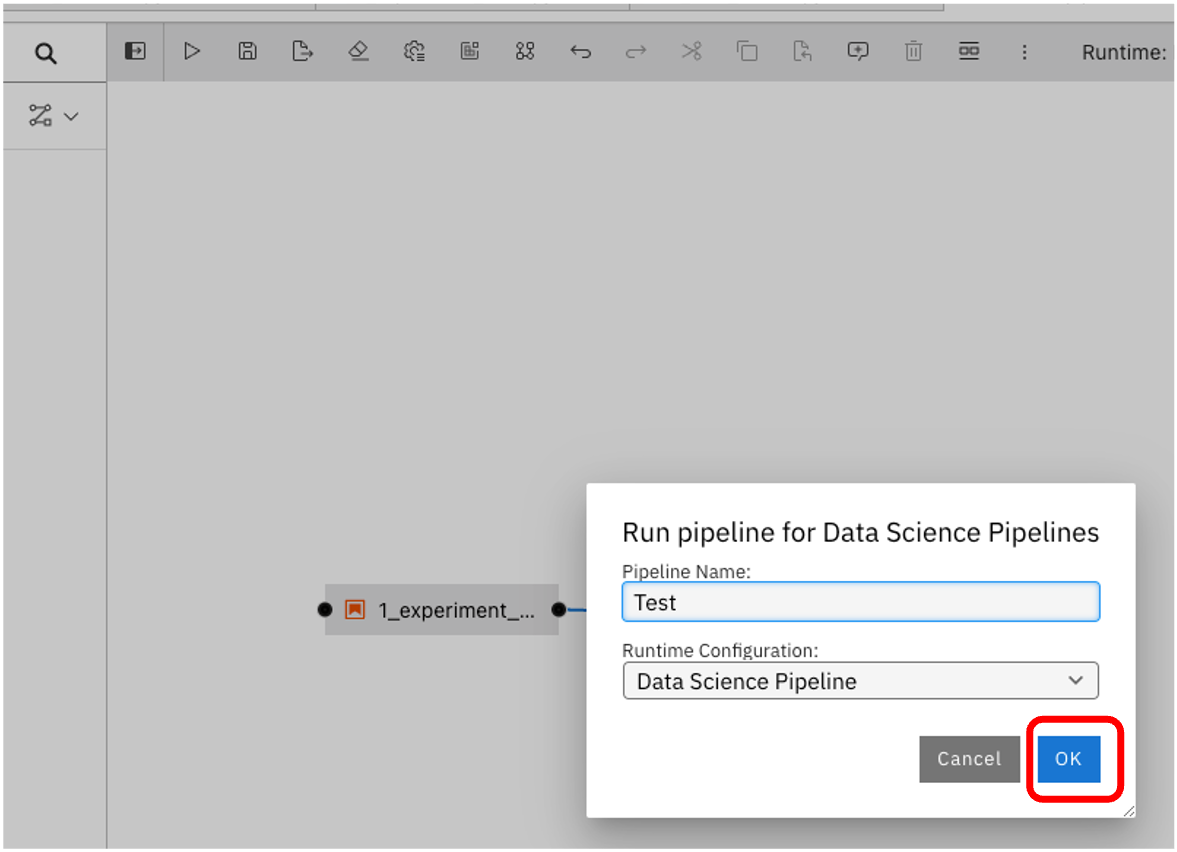 Runtime:
1_experiment_...
Run pipeline for Data Science Pipelines
Pipeline Name:
Test
Runtime Configuration:
Data Science Pipeline
Cancel
OK